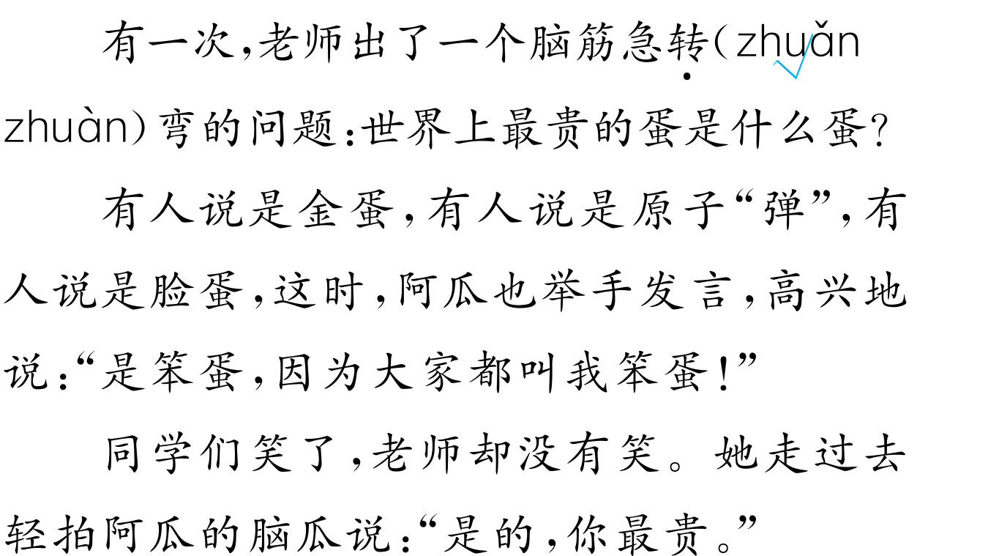 有一次,老师出了一个脑筋急转(zhuǎn
zhuàn)弯的问题:世界上最贵的蛋是什么蛋?
有人说是金蛋,有人说是原子“弹”,有
人说是脸蛋,这时,阿瓜也举手发言,高兴地
说:“是笨蛋,因为大家都叫我笨蛋!”
同学们笑了,老师却没有笑。她走过去
轻拍阿瓜的脑瓜说:“是的,你最贵。”